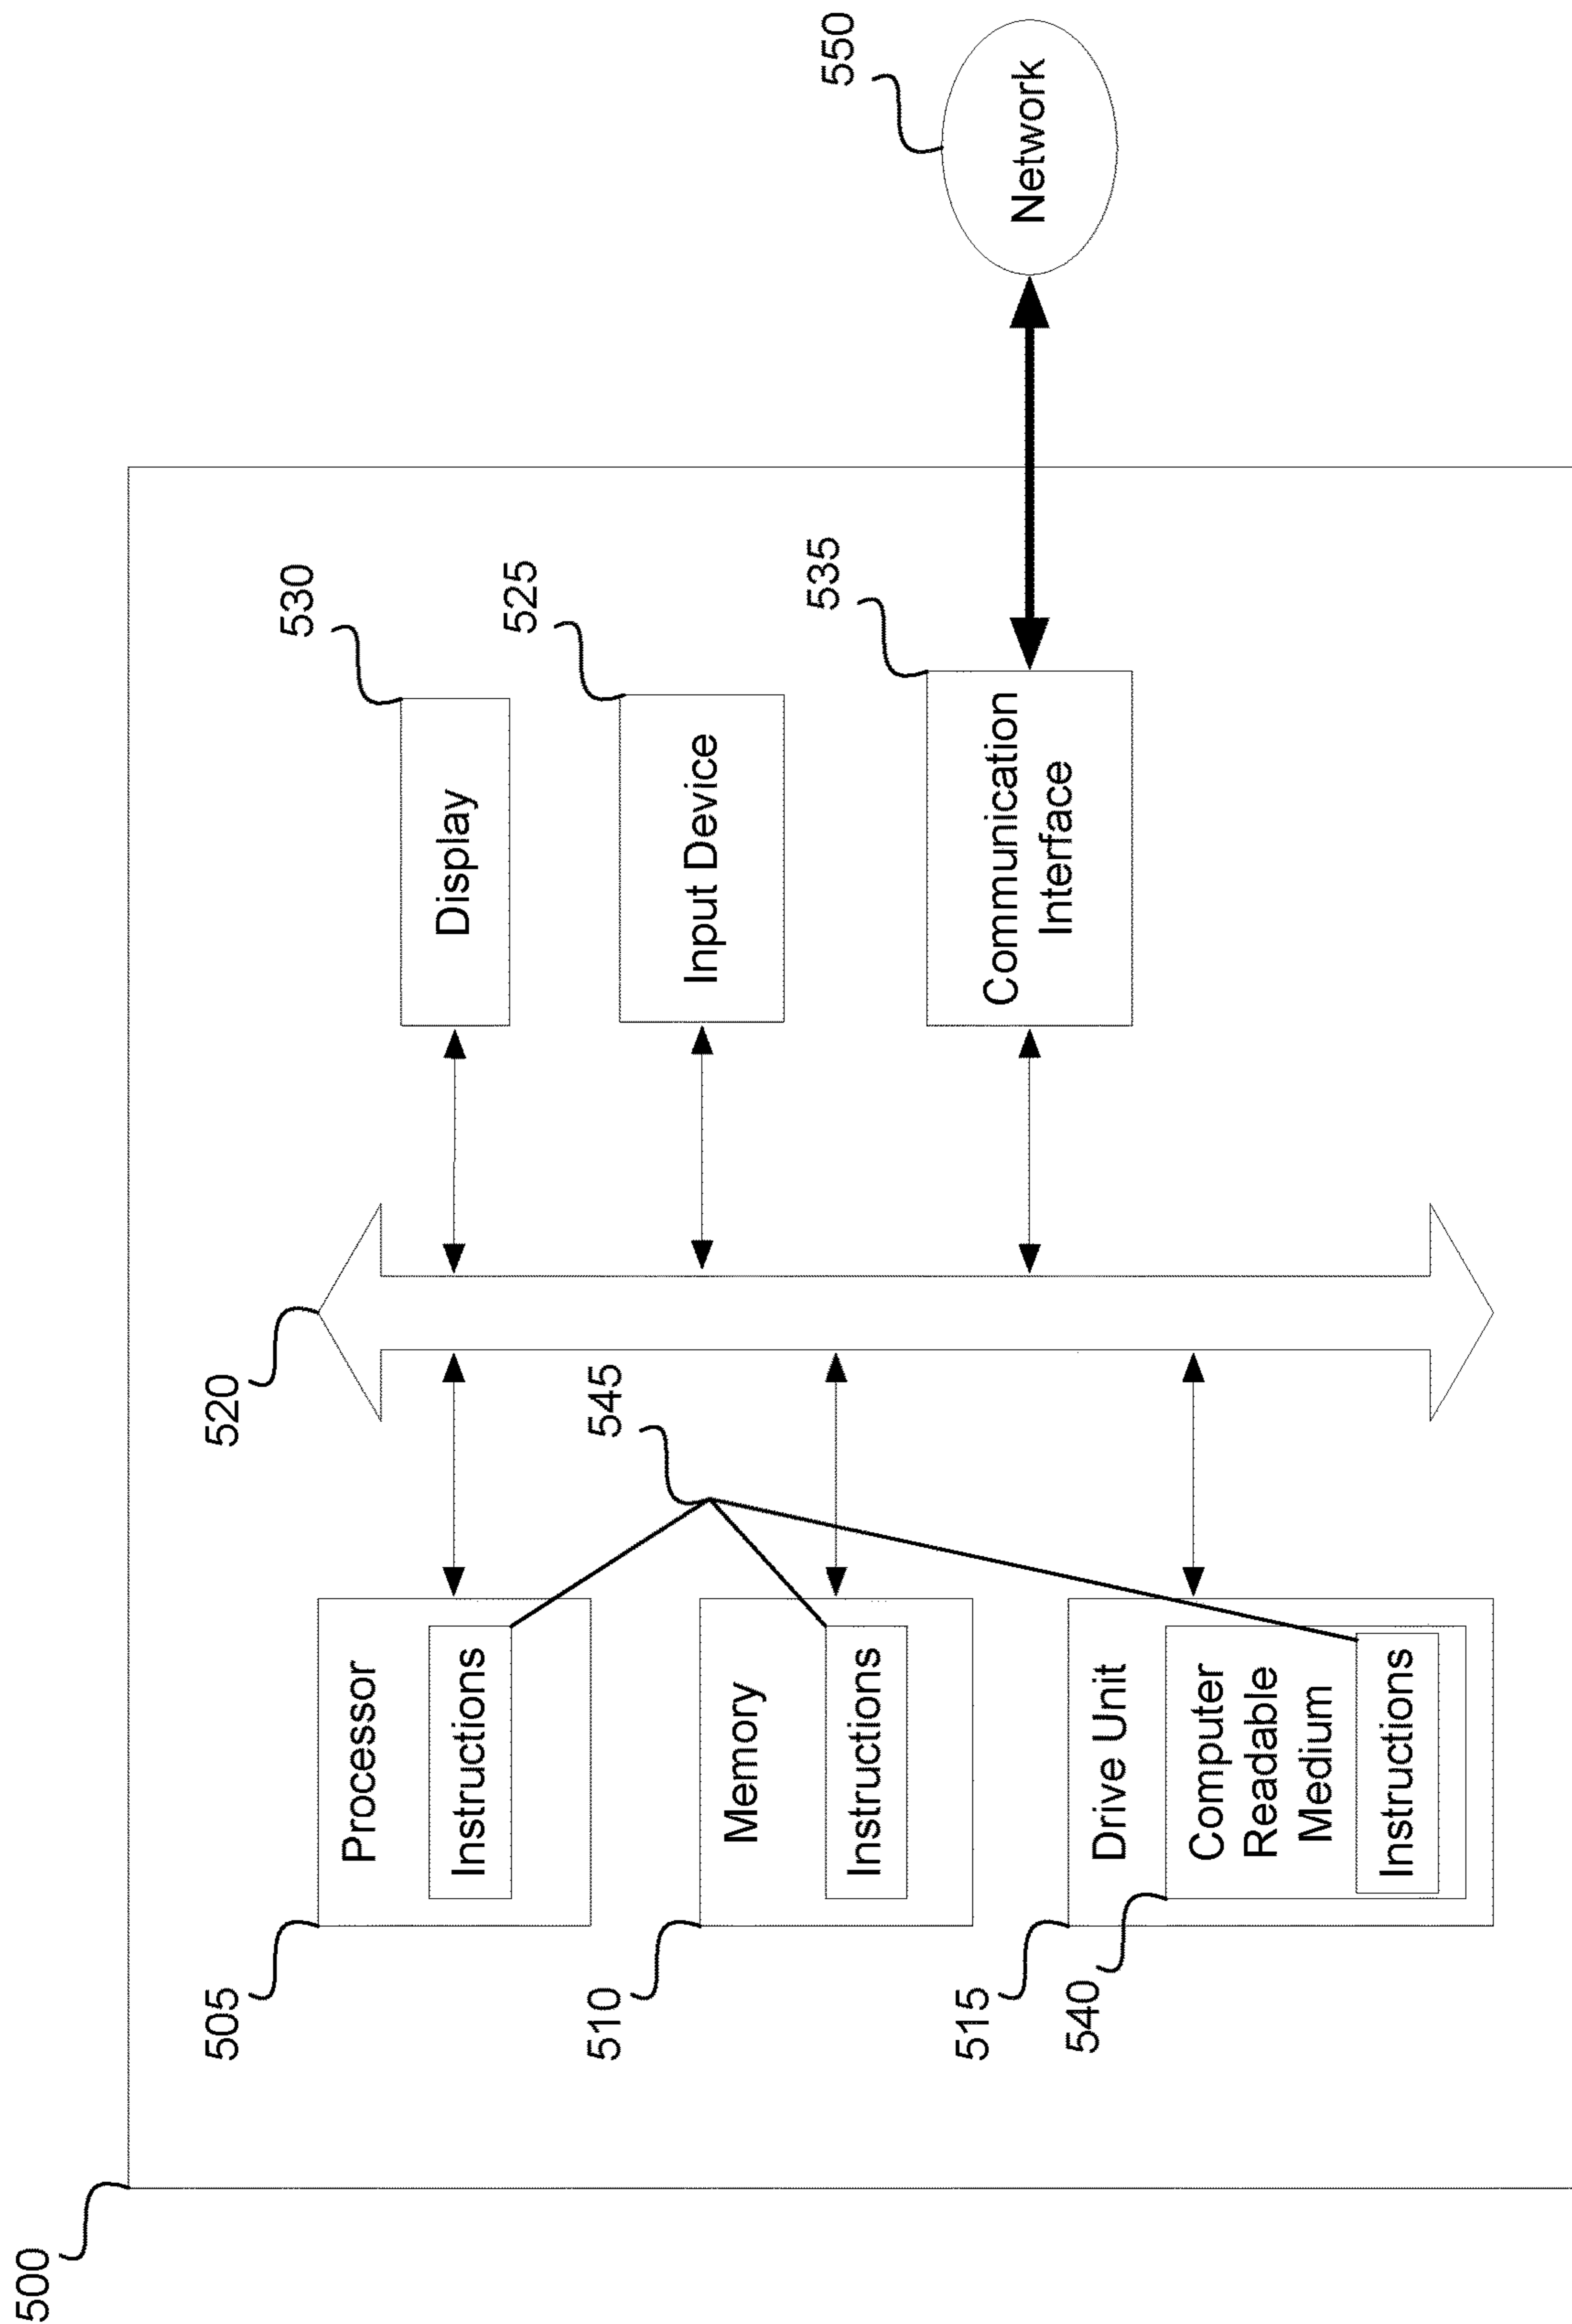 500
505
Processor
Instructions
510
Memory
Instructions
515
Drive Unit
540
Computer
Readable
Medium
Instructions
520
545
530
Display
525
Input Device
535
Communication
Interface
550
Network